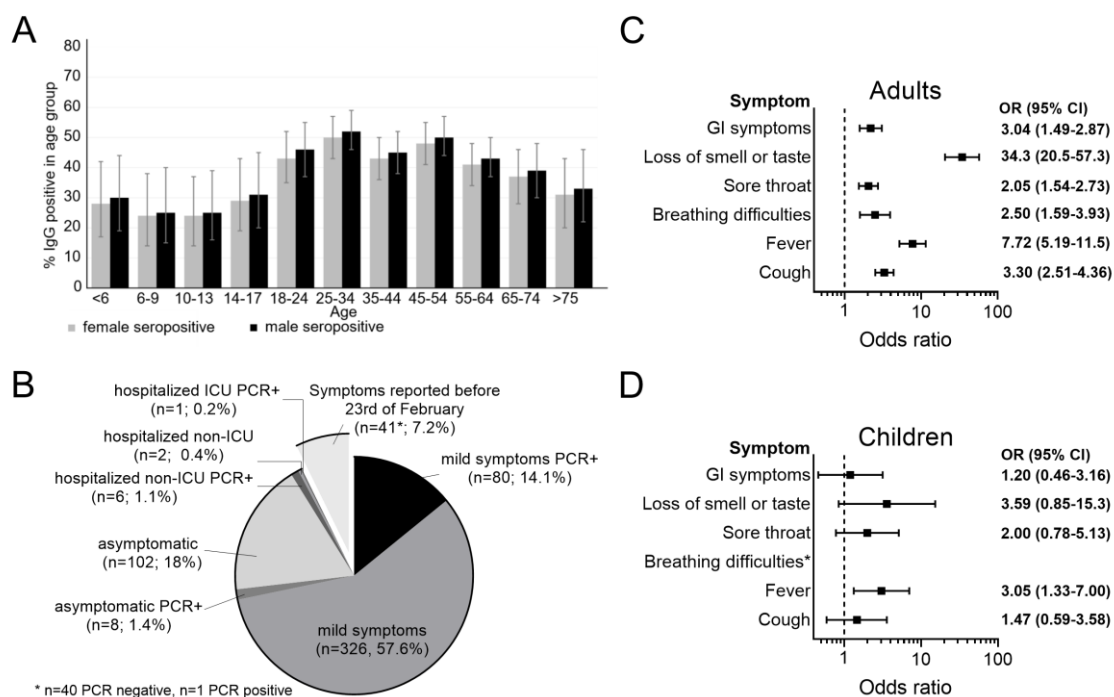 A
80
70
60
50
40
30
20
10
0
% IgG positive in age group
<6 6-9 10-13 14-17 18-24 25-34 35-44 45-54 55-64 65-74 >75
Age
female seropositive male seropositive
B
hospitalized ICU PCR+
(n=1; 0.2%)
Symptoms reported before
23rd of February
(n=41*; 7.2%)
hospitalized non-ICU
(n=2; 0.4%)
hospitalized non-ICU PCR+
(n=6; 1.1%)
mild symptoms PCR+
(n=80; 14.1%)
asymptomatic
(n=102; 18%)
asymptomatic PCR+
(n=8; 1.4%)
mild symptoms
(n=326, 57.6%)
* n=40 PCR negative, n=1 PCR positive
C
Adults
Symptom OR (95% CI)
GI symptoms 3.04 (1.49-2.87)
Loss of smell or taste 34.3 (20.5-57.3)
Sore throat 2.05 (1.54-2.73)
Breathing difficulties 2.50 (1.59-3.93)
Fever 7.72 (5.19-11.5)
Cough 3.30 (2.51-4.36)
1 10 100
Odds ratio
D
Children
Symptom OR (95% CI)
GI symptoms 1.20 (0.46-3.16)
Loss of smell or taste 3.59 (0.85-15.3)
Sore throat 2.00 (0.78-5.13)
Breathing difficulties*
Fever 3.05 (1.33-7.00)
Cough 1.47 (0.59-3.58)
1 10 100
Odds ratio